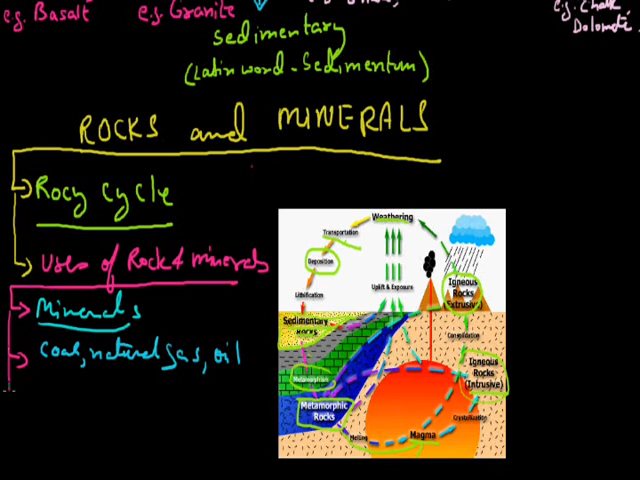 e.g. Basalt
e.g. Granite
e.g. Chalk
Dolomite
sedimentary
(Latin word - Sedimentum)
ROCKS and MINERALS
Rocy cycle
Uses of Rock & minerals
Minerals
Coal, natural gas, oil
Weathering
Transportation
Deposition
Lithification
Uplift & Exposure
Igneous
Rocks
(Extrusive)
Sedimentary
Rocks
Consolidation
Metamorphism
Igneous
Rocks
(Intrusive)
Metamorphic
Rocks
Crystallization
Melting
Magma